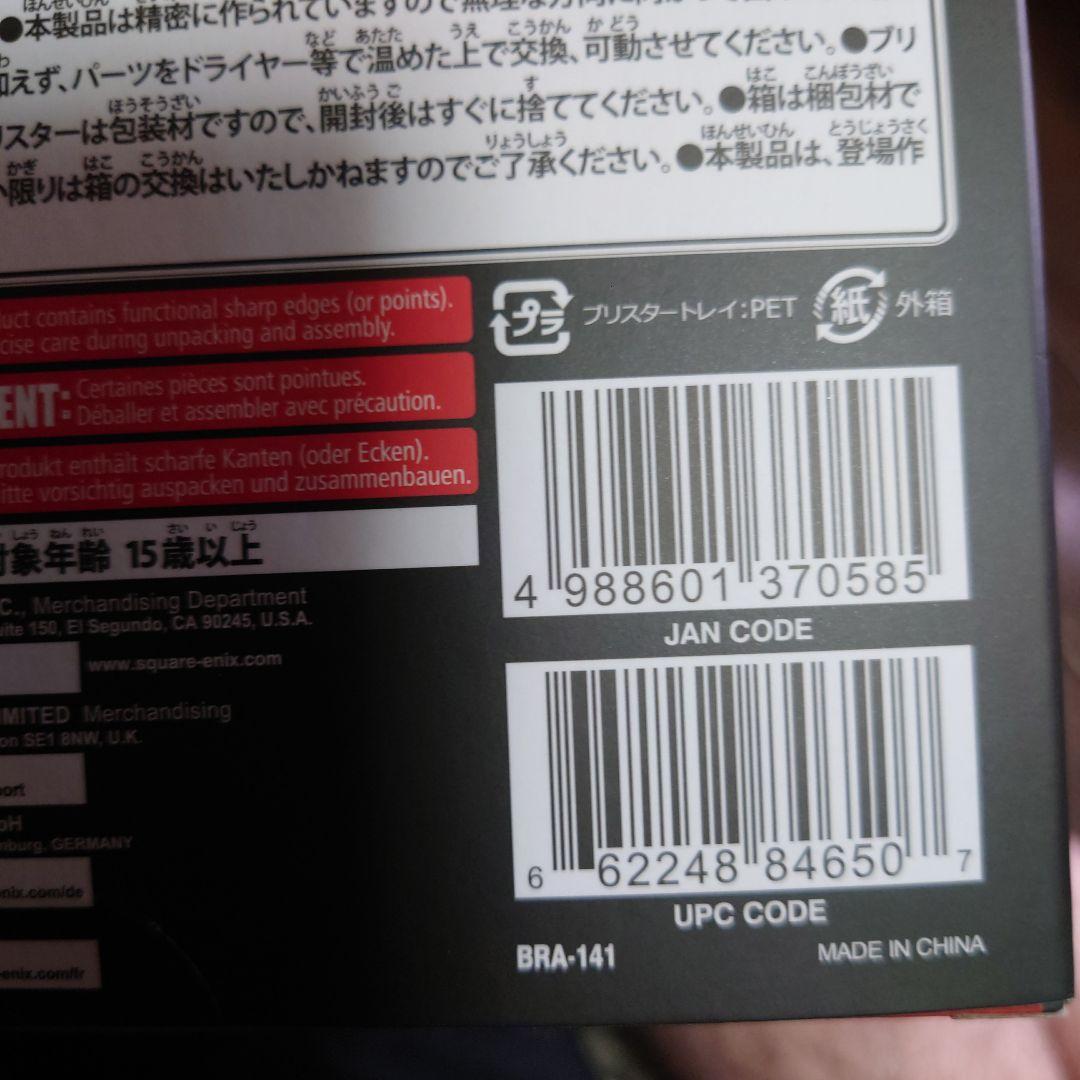 ●本製品は精密に作られていますので無理な方向に
加えず、パーツをドライヤー等で温めた上で交換、可動させてください。●ブリ
リスターは包装材ですので、開封後はすぐに捨ててください。●箱は梱包材で
い限りは箱の交換はいたしかねますのでご了承ください。●本製品は、登場作
uct contains functional sharp edges (or points).
cise care during unpacking and assembly.
ENT: Certaines pièces sont pointues.
Déballer et assembler avec précaution.
rodukt enthält scharfe Kanten (oder Ecken).
itte vorsichtig auspacken und zusammenbauen.
対象年齢 15歳以上
C., Merchandising Department
uite 150, El Segundo, CA 90245, U.S.A.
www.square-enix.com
IMITED Merchandising
on SE1 8NW, U.K.
port
bH
nburg, GERMANY
enix.com/de
-enix.com/fr
プラ ブリスタートレイ:PET 紙 外箱
4 988601 370585
JAN CODE
6 62248 84650 7
UPC CODE
BRA-141 MADE IN CHINA